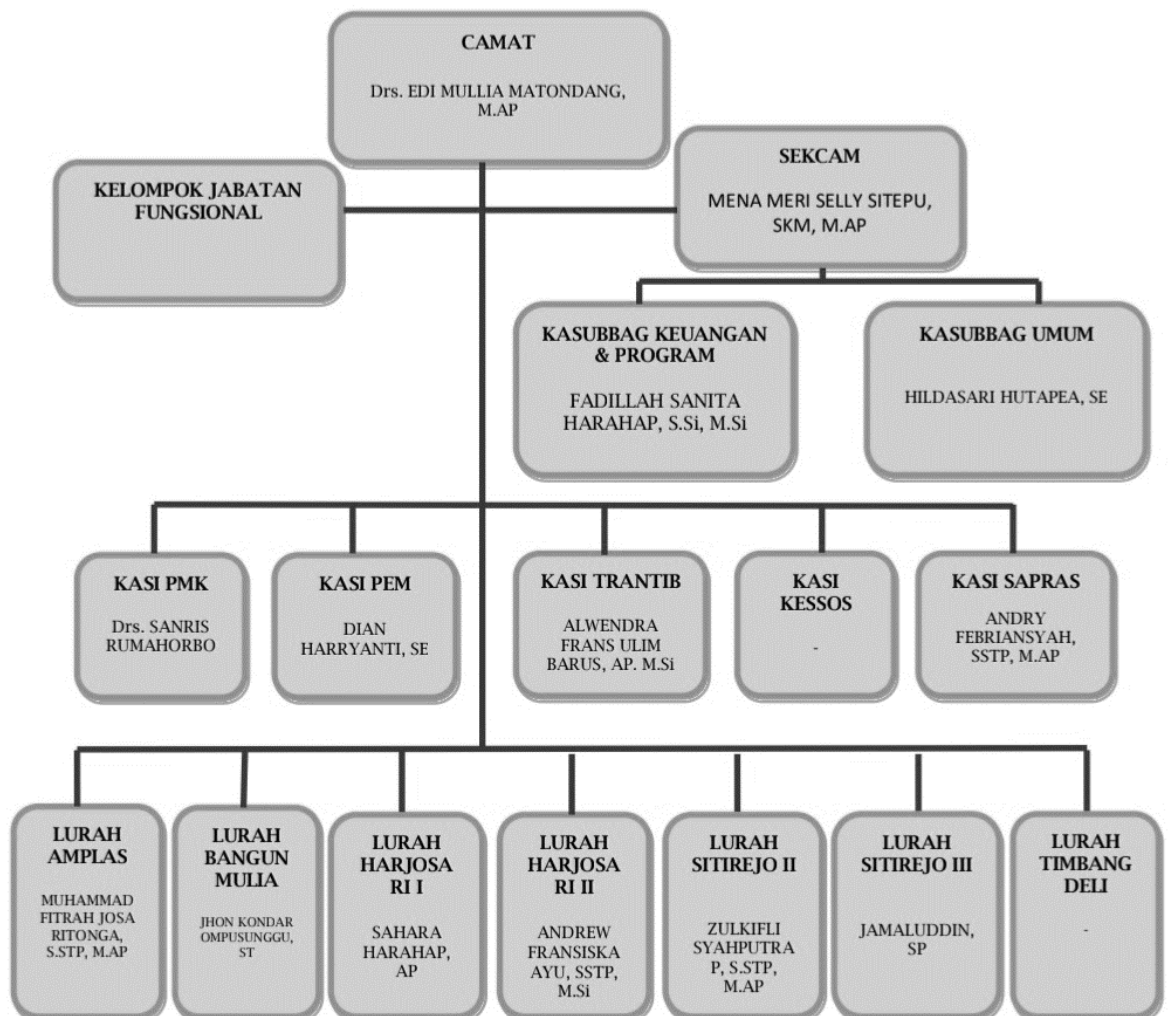 CAMAT
Drs. EDI MULLIA MATONDANG,
M.AP
SEKCAM
MENA MERI SELLY SITEPU,
SKM, M.AP
KELOMPOK JABATAN
FUNGSIONAL
KASUBBAG KEUANGAN
& PROGRAM
FADILLAH SANITA
HARAHAP, S.Si, M.Si
KASUBBAG UMUM
HILDASARI HUTAPEA, SE
KASI PMK
Drs. SANRIS
RUMAHORBO
KASI PEM
DIAN
HARRYANTI, SE
KASI TRANTIB
ALWENDRA
FRANS ULIM
BARUS, AP. M.Si
KASI
KESSOS
-
KASI SAPRAS
ANDRY
FEBRIANSYAH,
SSTP, M.AP
LURAH
AMPLAS
MUHAMMAD
FITRAH JOSA
RITONGA,
S.STP, M.AP
LURAH
BANGUN
MULIA
JHON KONDAR
OMPUSUNGGU,
ST
LURAH
HARJOSA
RI I
SAHARA
HARAHAP,
AP
LURAH
HARJOSA
RI II
ANDREW
FRANSISKA
AYU, SSTP,
M.Si
LURAH
SITIREJO II
ZULKIFLI
SYAHPUTRA
P, S.STP,
M.AP
LURAH
SITIREJO III
JAMALUDDIN,
SP
LURAH
TIMBANG
DELI
-